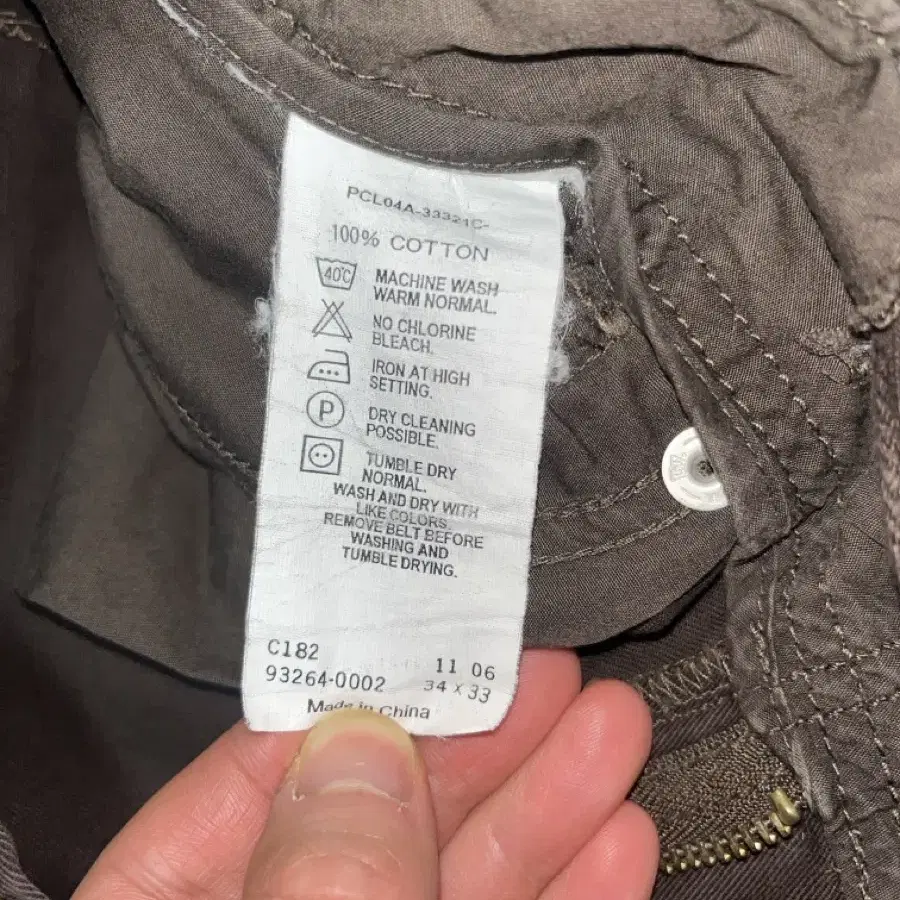 PCL04A-33321C-
100% COTTON
40°C MACHINE WASH
WARM NORMAL.
NO CHLORINE
BLEACH.
IRON AT HIGH
SETTING.
P DRY CLEANING
POSSIBLE.
TUMBLE DRY
NORMAL.
WASH AND DRY WITH
LIKE COLORS.
REMOVE BELT BEFORE
WASHING AND
TUMBLE DRYING.
C182 11 06
93264-0002 34 x 33
Made in China